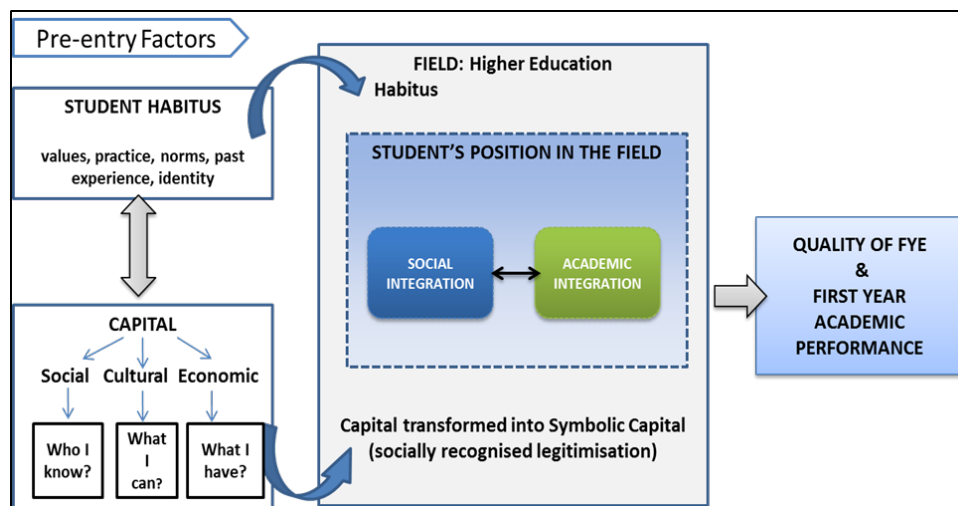 Pre-entry Factors
STUDENT HABITUS
values, practice, norms, past
experience, identity
CAPITAL
Social Cultural Economic
Who I
know?
What
I
can?
What I
have?
FIELD: Higher Education
Habitus
STUDENT'S POSITION IN THE FIELD
SOCIAL
INTEGRATION
ACADEMIC
INTEGRATION
Capital transformed into Symbolic Capital
(socially recognised legitimisation)
QUALITY OF FYE
&
FIRST YEAR
ACADEMIC
PERFORMANCE